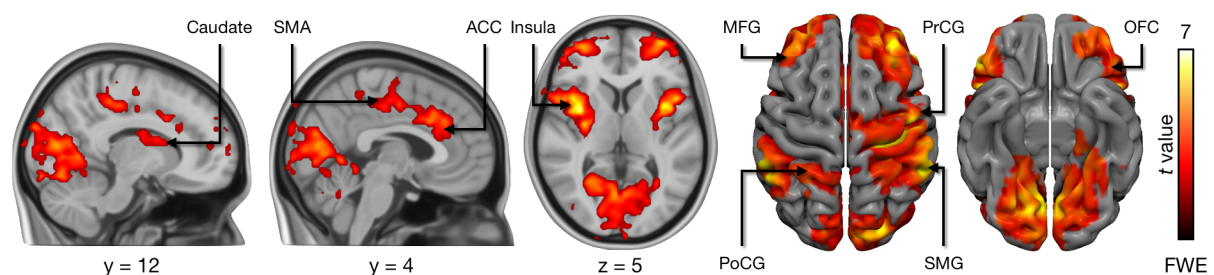 Caudate
SMA
ACC
Insula
MFG
PrCG
OFC
7
t value
PoCG
SMG
FWE
y = 12
y = 4
z = 5